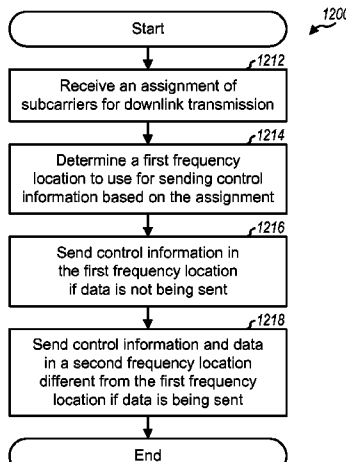 1200
Start
1212
Receive an assignment of
subcarriers for downlink transmission
1214
Determine a first frequency
location to use for sending control
information based on the assignment
1216
Send control information in
the first frequency location
if data is not being sent
1218
Send control information and data
in a second frequency location
different from the first frequency
location if data is being sent
End